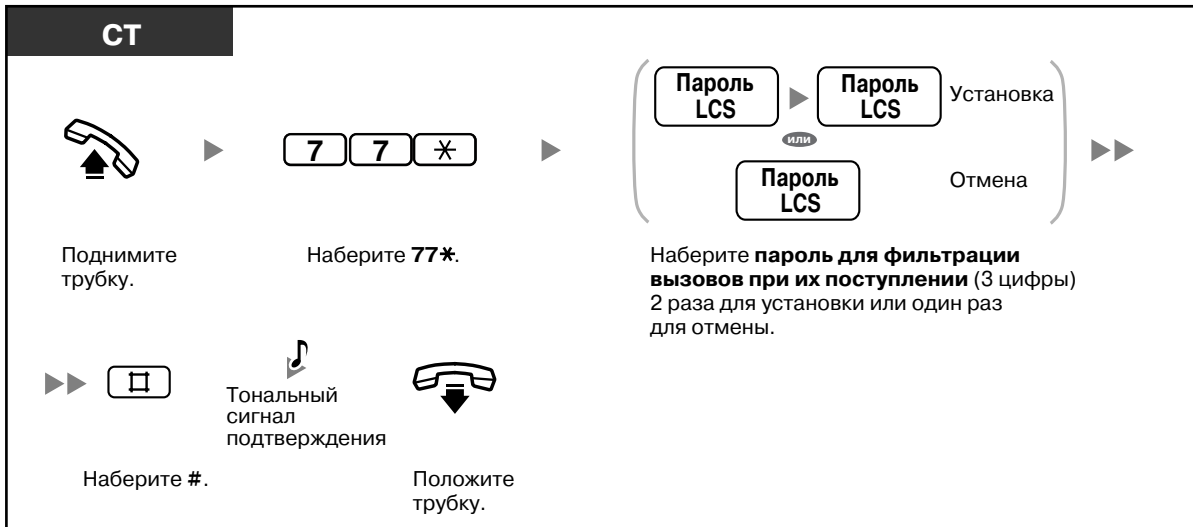 СТ
Пароль LCS
Пароль LCS
Установка
или
7 7 *
Пароль LCS
Отмена
Поднимите
трубку.
Наберите 77*.
Наберите пароль для фильтрации
вызовов при их поступлении (3 цифры)
2 раза для установки или один раз
для отмены.
#
Тональный
сигнал
подтверждения
Наберите #.
Положите
трубку.